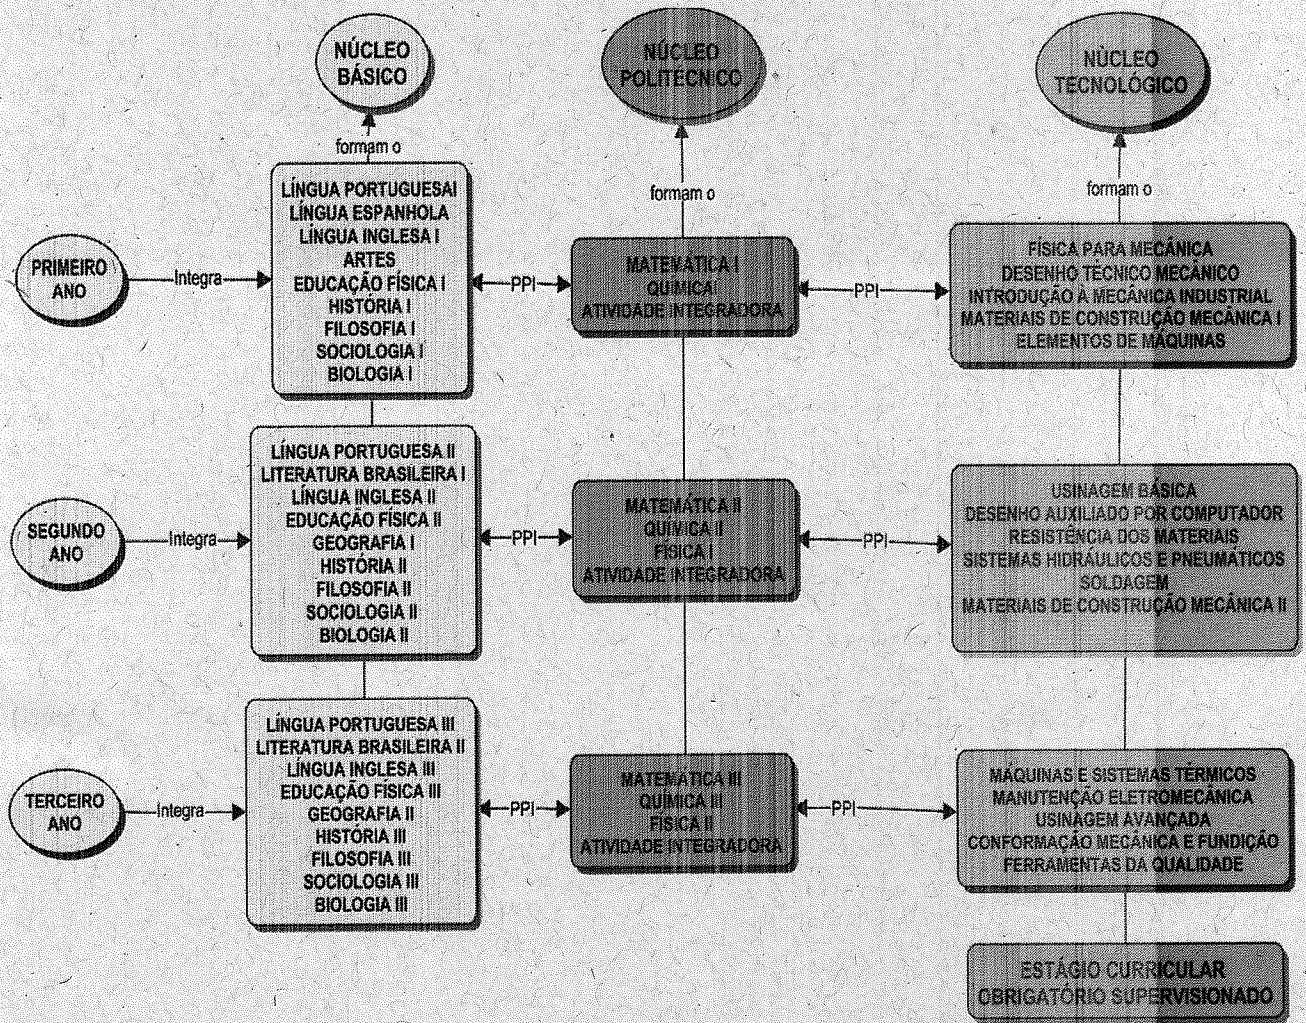 NÚCLEO
BÁSICO
NÚCLEO
POLITECNICO
NÚCLEO
TECNOLÓGICO
formam o
formam o
formam o
PRIMEIRO
ANO
Integra
LÍNGUA PORTUGUESAI
LÍNGUA ESPANHOLA
LÍNGUA INGLESA I
ARTES
EDUCAÇÃO FÍSICA I
HISTÓRIA I
FILOSOFIA I
SOCIOLOGIA I
BIOLOGIA I
PPI
MATEMÁTICA I
QUIMICAI
ATIVIDADE INTEGRADORA
PPI
FÍSICA PARA MECÂNICA
DESENHO TÉCNICO MECÂNICO
INTRODUÇÃO À MECÂNICA INDUSTRIAL
MATERIAIS DE CONSTRUÇÃO MECÂNICA I
ELEMENTOS DE MÁQUINAS
SEGUNDO
ANO
Integra
LÍNGUA PORTUGUESA II
LITERATURA BRASILEIRA I
LÍNGUA INGLESA II
EDUCAÇÃO FÍSICA II
GEOGRAFIA I
HISTÓRIA II
FILOSOFIA II
SOCIOLOGIA II
BIOLOGIA II
PPI
MATEMÁTICA II
QUIMICA II
FÍSICA I
ATIVIDADE INTEGRADORA
PPI
USINAGEM BÁSICA
DESENHO AUXILIADO POR COMPUTADOR
RESISTÊNCIA DOS MATERIAIS
SISTEMAS HIDRÁULICOS E PNEUMÁTICOS
SOLDAGEM
MATERIAIS DE CONSTRUÇÃO MECÂNICA II
TERCEIRO
ANO
Integra
LÍNGUA PORTUGUESA III
LITERATURA BRASILEIRA II
LÍNGUA INGLESA III
EDUCAÇÃO FÍSICA III
GEOGRAFIA II
HISTÓRIA III
FILOSOFIA III
SOCIOLOGIA III
BIOLOGIA III
PPI
MATEMÁTICA III
QUÍMICA III
FÍSICA II
ATIVIDADE INTEGRADORA
PPI
MÁQUINAS E SISTEMAS TÉRMICOS
MANUTENÇÃO ELETROMECÂNICA
USINAGEM AVANÇADA
CONFORMAÇÃO MECÂNICA E FUNDIÇÃO
FERRAMENTAS DA QUALIDADE
ESTÁGIO CURRICULAR
OBRIGATÓRIO SUPERVISIONADO